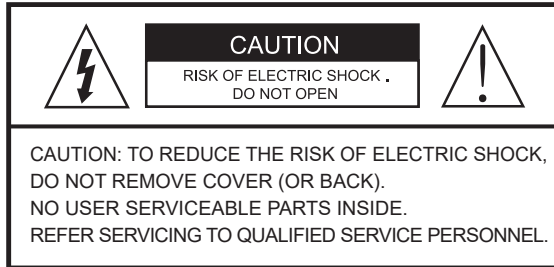 CAUTION
RISK OF ELECTRIC SHOCK .
DO NOT OPEN
CAUTION: TO REDUCE THE RISK OF ELECTRIC SHOCK,
DO NOT REMOVE COVER (OR BACK).
NO USER SERVICEABLE PARTS INSIDE.
REFER SERVICING TO QUALIFIED SERVICE PERSONNEL.